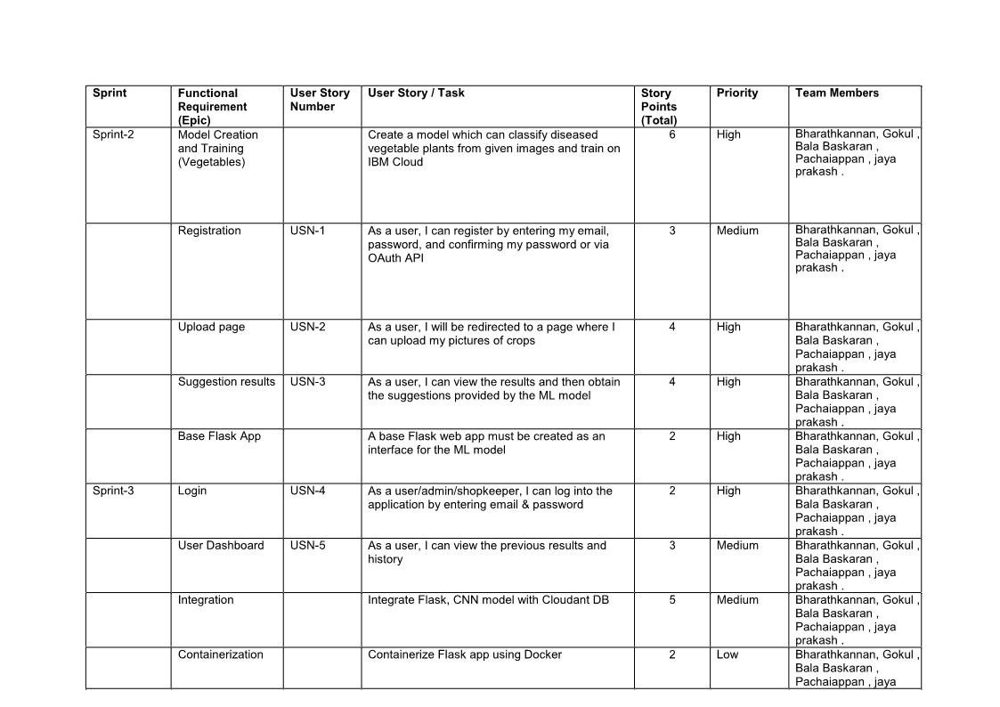 Sprint
Functional
Requirement
(Epic)
User Story
Number
User Story / Task
Story
Points
(Total)
Priority
Team Members
Sprint-2
Model Creation
and Training
(Vegetables)
Create a model which can classify diseased
vegetable plants from given images and train on
IBM Cloud
6
High
Bharathkannan, Gokul ,
Bala Baskaran ,
Pachaiappan , jaya
prakash .
Registration
USN-1
As a user, I can register by entering my email,
password, and confirming my password or via
OAuth API
3
Medium
Bharathkannan, Gokul ,
Bala Baskaran ,
Pachaiappan , jaya
prakash .
Upload page
USN-2
As a user, I will be redirected to a page where I
can upload my pictures of crops
4
High
Bharathkannan, Gokul ,
Bala Baskaran ,
Pachaiappan , jaya
prakash .
Suggestion results
USN-3
As a user, I can view the results and then obtain
the suggestions provided by the ML model
4
High
Bharathkannan, Gokul ,
Bala Baskaran ,
Pachaiappan , jaya
prakash .
Base Flask App
A base Flask web app must be created as an
interface for the ML model
2
High
Bharathkannan, Gokul ,
Bala Baskaran ,
Pachaiappan , jaya
prakash .
Sprint-3
Login
USN-4
As a user/admin/shopkeeper, I can log into the
application by entering email & password
2
High
Bharathkannan, Gokul ,
Bala Baskaran ,
Pachaiappan , jaya
prakash .
User Dashboard
USN-5
As a user, I can view the previous results and
history
3
Medium
Bharathkannan, Gokul ,
Bala Baskaran ,
Pachaiappan , jaya
prakash .
Integration
Integrate Flask, CNN model with Cloudant DB
5
Medium
Bharathkannan, Gokul ,
Bala Baskaran ,
Pachaiappan , jaya
prakash .
Containerization
Containerize Flask app using Docker
2
Low
Bharathkannan, Gokul ,
Bala Baskaran ,
Pachaiappan , jaya